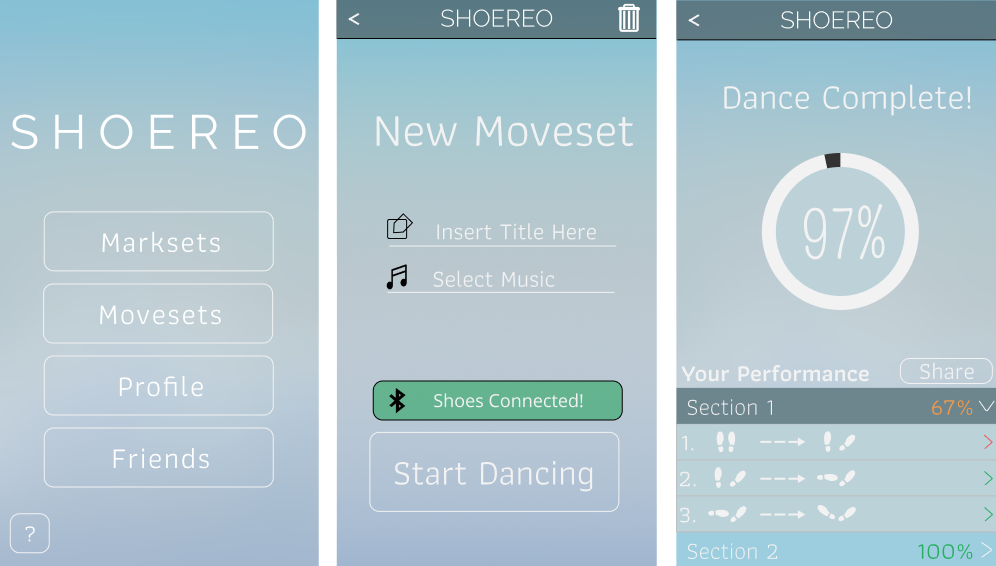 SHOEREO
Marksets
Movesets
Profile
Friends
?
< SHOEREO
New Moveset
Insert Title Here
Select Music
Shoes Connected!
Start Dancing
< SHOEREO
Dance Complete!
97%
Your Performance Share
Section 1 67%
1.
2.
3.
Section 2 100%